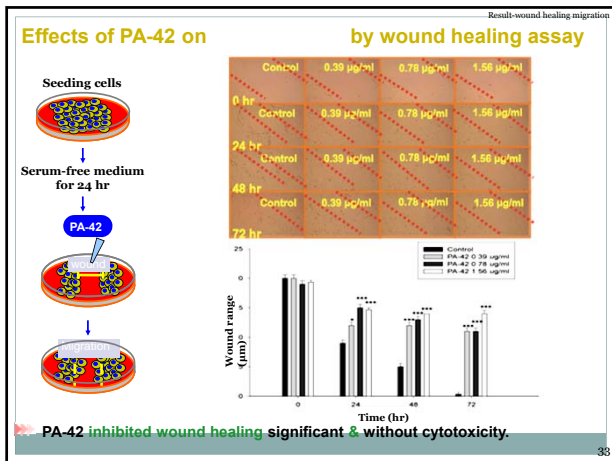 Result-wound healing migration
Effects of PA-42 on by wound healing assay
Seeding cells
Serum-free medium
for 24 hr
PA-42
wound
Migration
Control 0.39 µg/ml 0.78 µg/ml 1.56 µg/ml
0 hr
Control 0.39 µg/ml 0.78 µg/ml 1.56 µg/ml
24 hr
Control 0.39 µg/ml 0.78 µg/ml 1.56 µg/ml
48 hr
Control 0.39 µg/ml 0.78 µg/ml 1.56 µg/ml
72 hr
Control
PA-42 0.39 ug/ml
PA-42 0.78 ug/ml
PA-42 1.56 ug/ml
Wound range
(µm)
25
0
5
0
5
0
* *** ***
*** *** ***
*** *** ***
0 24 48 72
Time (hr)
PA-42 inhibited wound healing significant & without cytotoxicity.
33